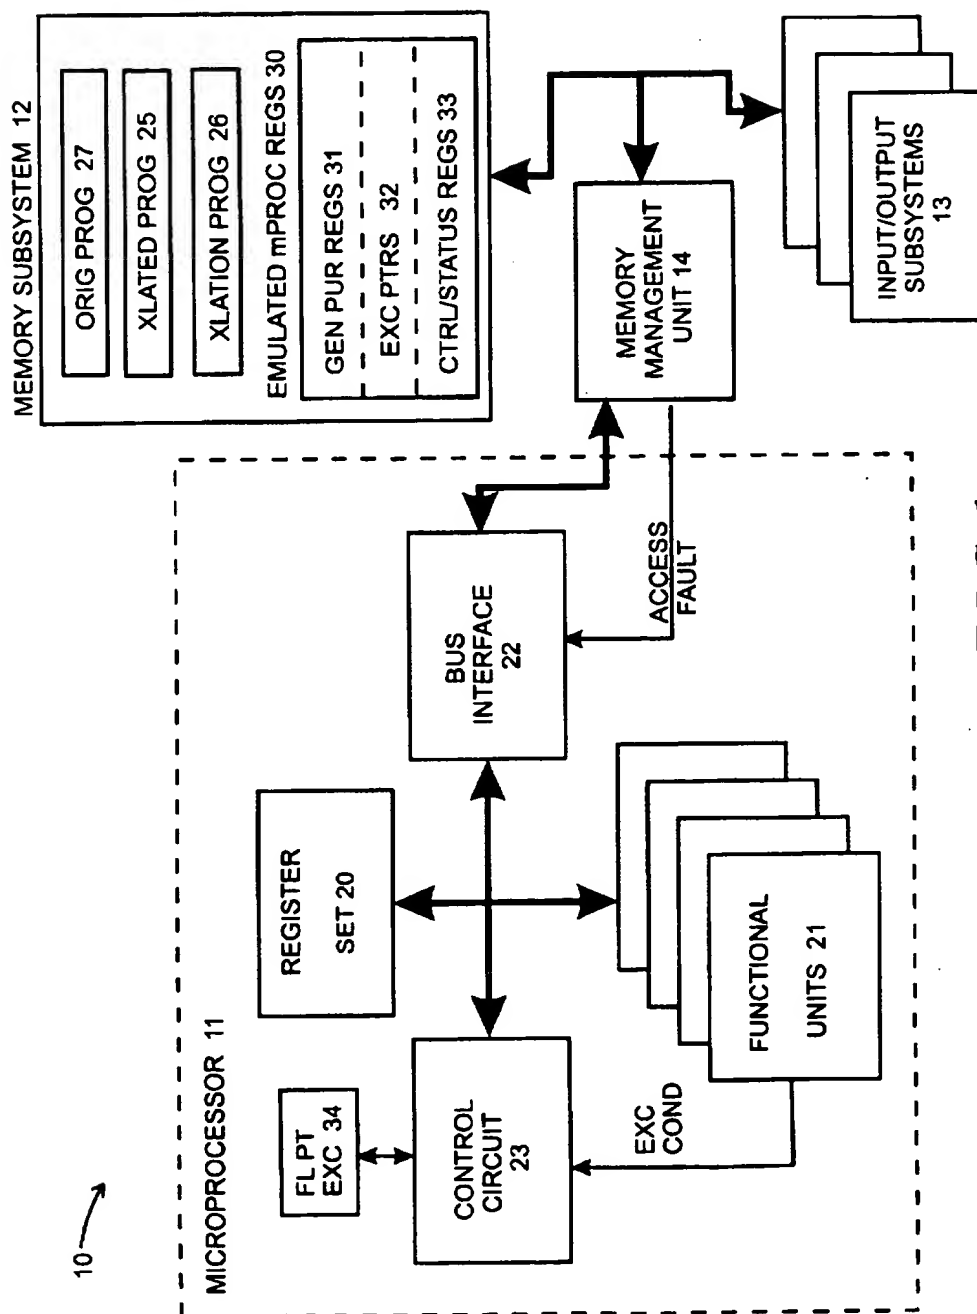 10
MICROPROCESSOR 11
FL PT
EXC 34
CONTROL
CIRCUIT
23
EXC
COND
REGISTER
SET 20
FUNCTIONAL
UNITS 21
BUS
INTERFACE
22
ACCESS
FAULT
MEMORY SUBSYSTEM 12
ORIG PROG 27
XLATED PROG 25
XLATION PROG 26
EMULATED mPROC REGS 30
GEN PUR REGS 31
EXC PTRS 32
CTRL/STATUS REGS 33
MEMORY
MANAGEMENT
UNIT 14
INPUT/OUTPUT
SUBSYSTEMS
13